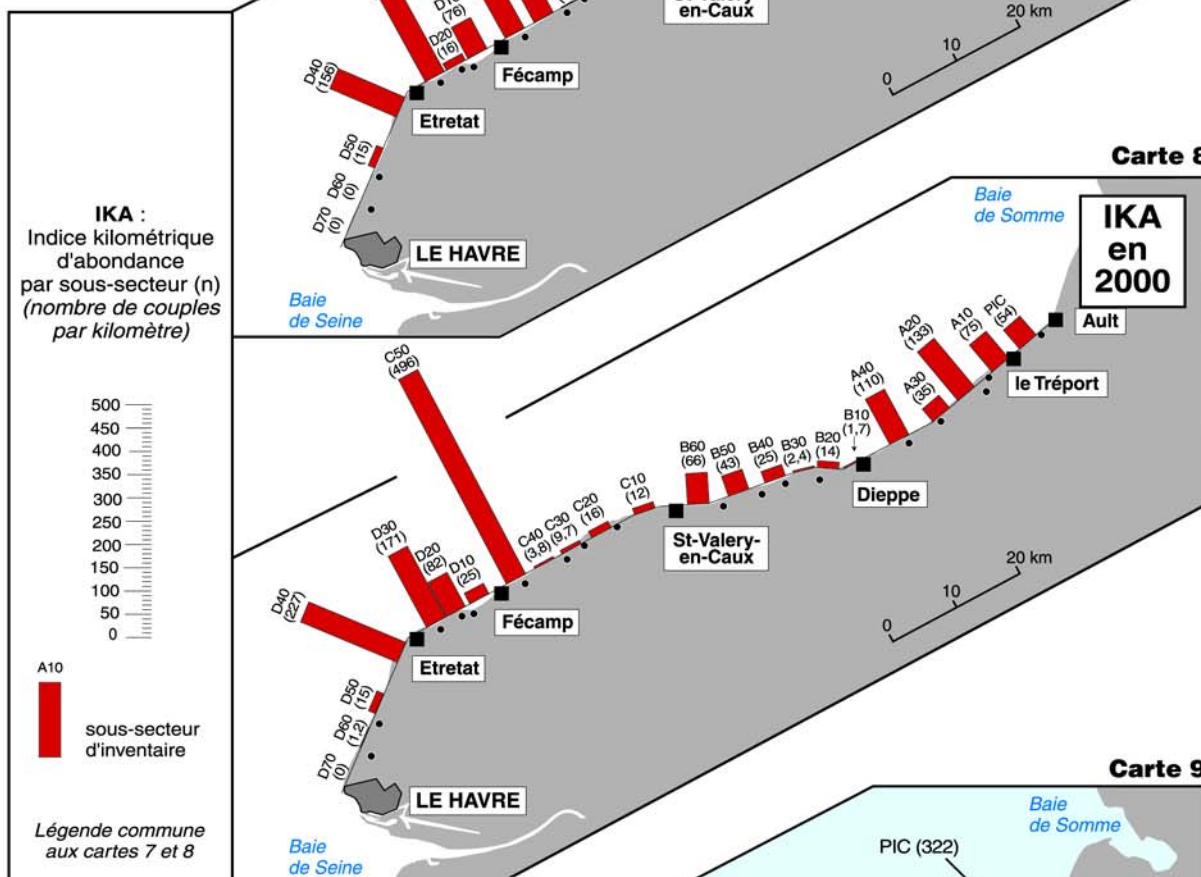 IKA :
Indice kilométrique
d'abondance
par sous-secteur (n)
(nombre de couples
par kilomètre)
500
450
400
350
300
250
200
150
100
50
0
A10
sous-secteur
d'inventaire
Légende commune
aux cartes 7 et 8
(76)
D20
(16)
en-Caux
Fécamp
D40
(156)
Etretat
D50
(15)
D60
(0)
D70
(0)
LE HAVRE
Baie
de Seine
0
10
20 km
Carte 8
Baie
de Somme
IKA
en
2000
Ault
PIC
(54)
A10
(75)
le Tréport
A20
(133)
A30
(35)
A40
(110)
B10
(1,7)
Dieppe
B20
(14)
B30
(2,4)
B40
(25)
B50
(43)
B60
(66)
St-Valery-
en-Caux
C10
(12)
C20
(16)
C30
(9,7)
C40
(3,8)
C50
(496)
Fécamp
D10
(25)
D20
(82)
D30
(171)
D40
(227)
Etretat
D50
(15)
D60
(1,2)
D70
(0)
LE HAVRE
Baie
de Seine
0
10
20 km
Carte 9
Baie
de Somme
PIC (322)